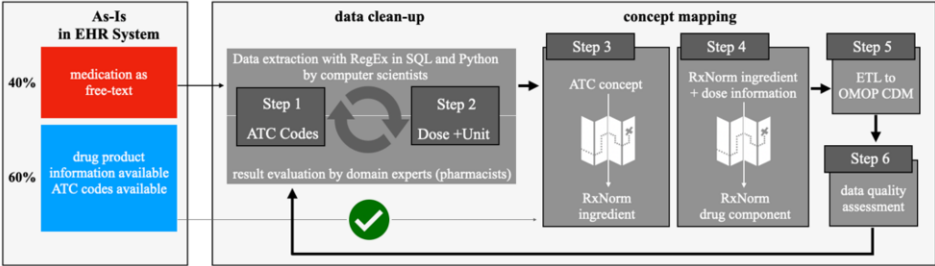 As-Is
in EHR System
40%
medication as
free-text
60%
drug product
information available
ATC codes available
data clean-up
Data extraction with RegEx in SQL and Python
by computer scientists
Step 1
ATC Codes
Step 2
Dose +Unit
result evaluation by domain experts (pharmacists)
concept mapping
Step 3
ATC concept
RxNorm
ingredient
Step 4
RxNorm ingredient
+ dose information
RxNorm
drug component
Step 5
ETL to
OMOP CDM
Step 6
data quality
assessment